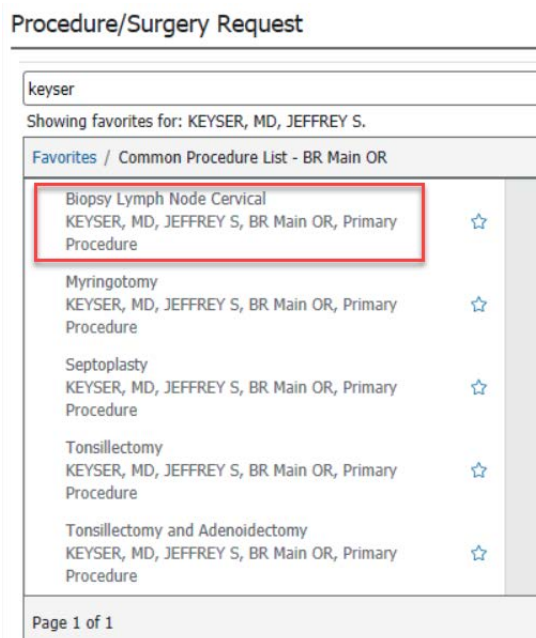 Procedure/Surgery Request
keyser
Showing favorites for: KEYSER, MD, JEFFREY S.
Favorites / Common Procedure List - BR Main OR
Biopsy Lymph Node Cervical
KEYSER, MD, JEFFREY S, BR Main OR, Primary
Procedure
Myringotomy
KEYSER, MD, JEFFREY S, BR Main OR, Primary
Procedure
Septoplasty
KEYSER, MD, JEFFREY S, BR Main OR, Primary
Procedure
Tonsillectomy
KEYSER, MD, JEFFREY S, BR Main OR, Primary
Procedure
Tonsillectomy and Adenoidectomy
KEYSER, MD, JEFFREY S, BR Main OR, Primary
Procedure
Page 1 of 1